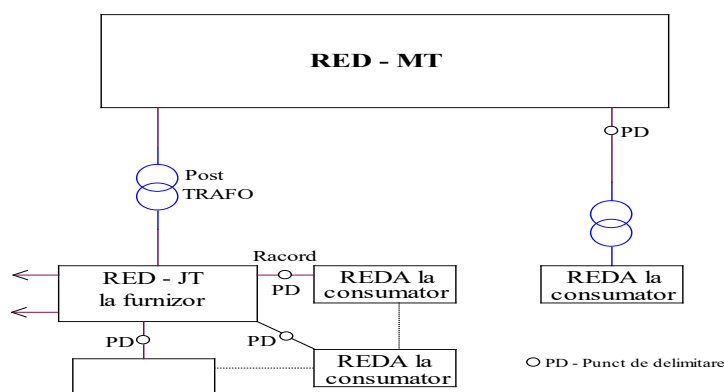 RED - MT
PD
Post
TRAFO
Racord
RED - JT
la furnizor
PD
REDA la
consumator
REDA la
consumator
PD
PD
REDA la
consumator
PD - Punct de delimitare